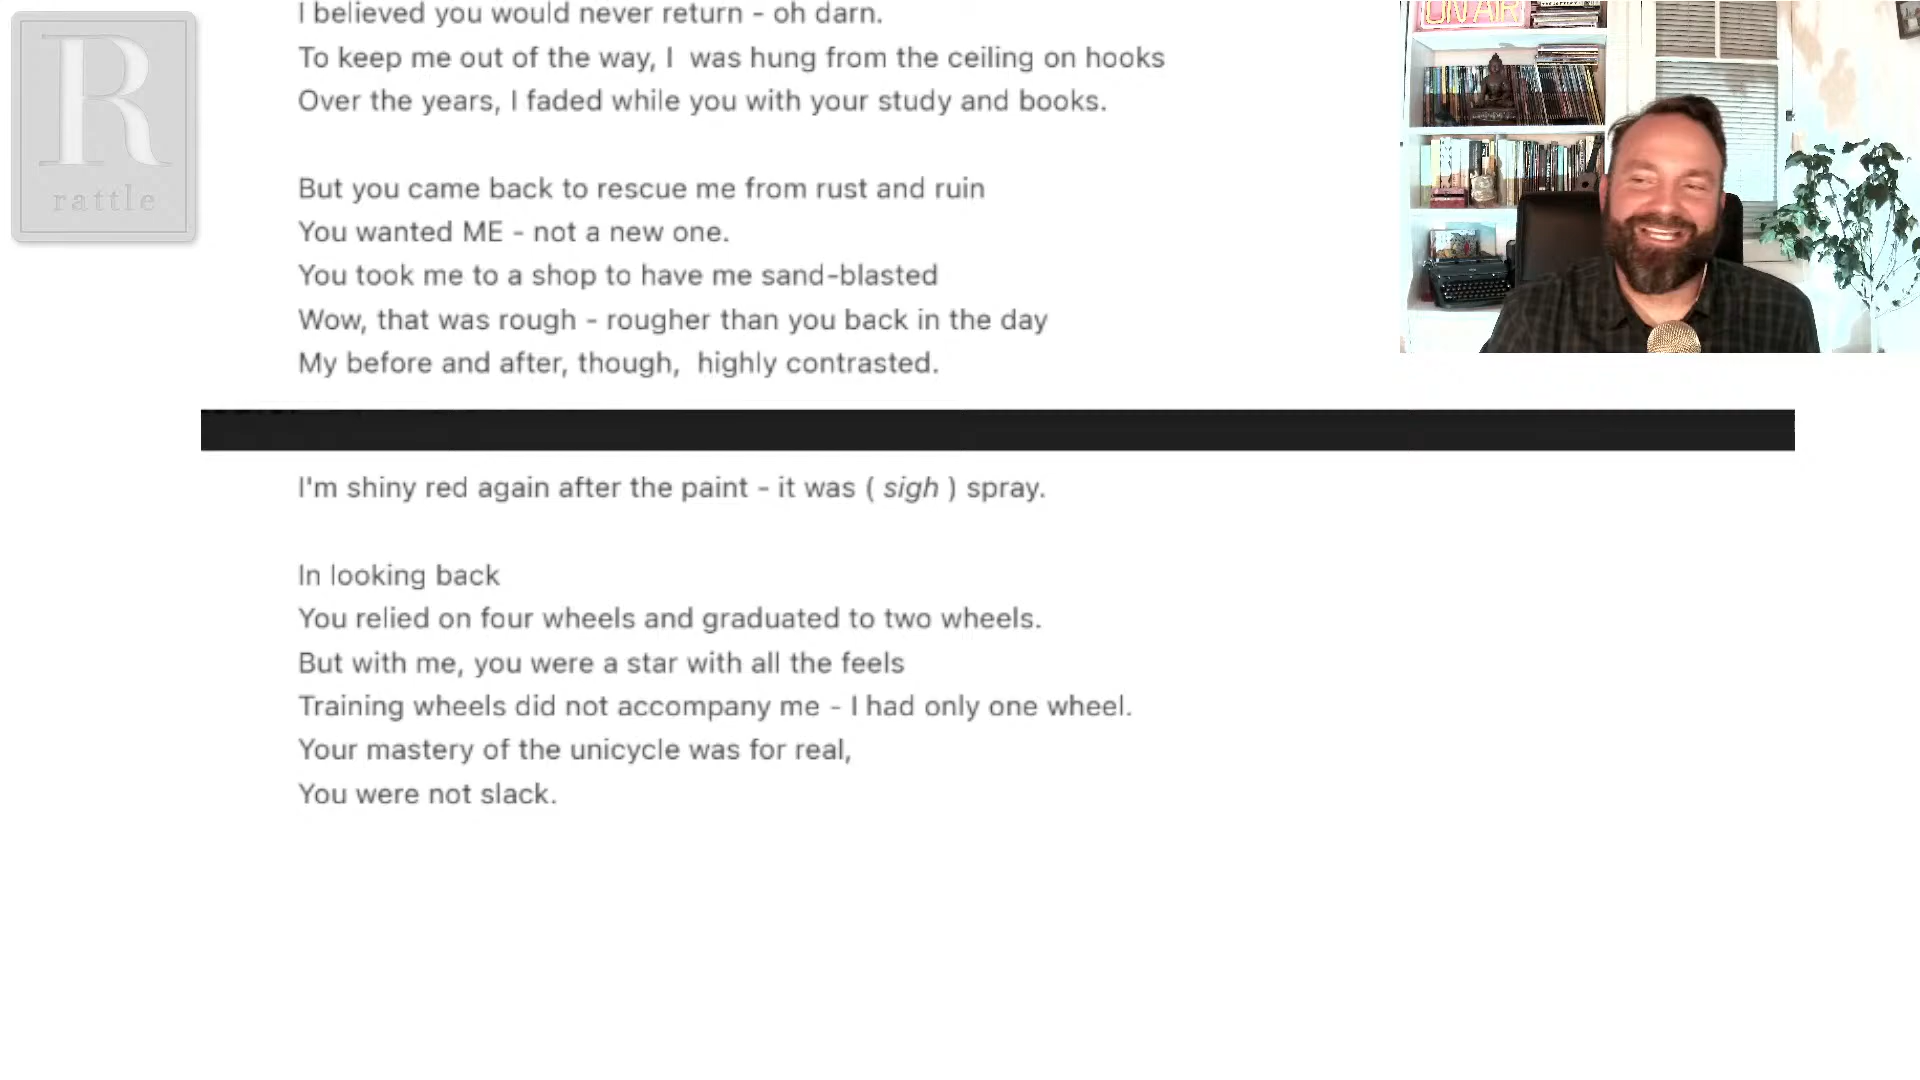 R
rattle
ON AIR
I believed you would never return - oh darn.
To keep me out of the way, I  was hung from the ceiling on hooks
Over the years, I faded while you with your study and books.
But you came back to rescue me from rust and ruin
You wanted ME - not a new one.
You took me to a shop to have me sand-blasted
Wow, that was rough - rougher than you back in the day
My before and after, though,  highly contrasted.
I'm shiny red again after the paint - it was ( sigh ) spray.
In looking back
You relied on four wheels and graduated to two wheels.
But with me, you were a star with all the feels
Training wheels did not accompany me - I had only one wheel.
Your mastery of the unicycle was for real,
You were not slack.